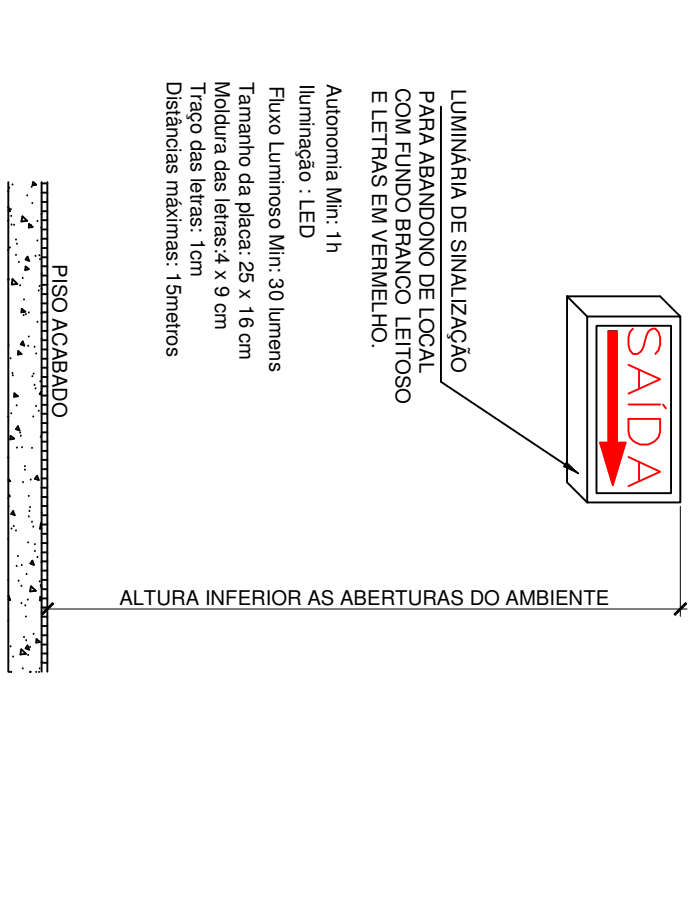 SAÍDA
LUMINÁRIA DE SINALIZAÇÃO
PARA ABANDONO DE LOCAL
COM FUNDO BRANCO LEITOSO
E LETRAS EM VERMELHO.
Autonomia Min: 1h
Iluminação : LED
Fluxo Luminoso Min: 30 lumens
Tamanho da placa: 25 x 16 cm
Moldura das letras:4 x 9 cm
Traço das letras: 1cm
Distâncias máximas: 15metros
ALTURA INFERIOR AS ABERTURAS DO AMBIENTE
PISO ACABADO